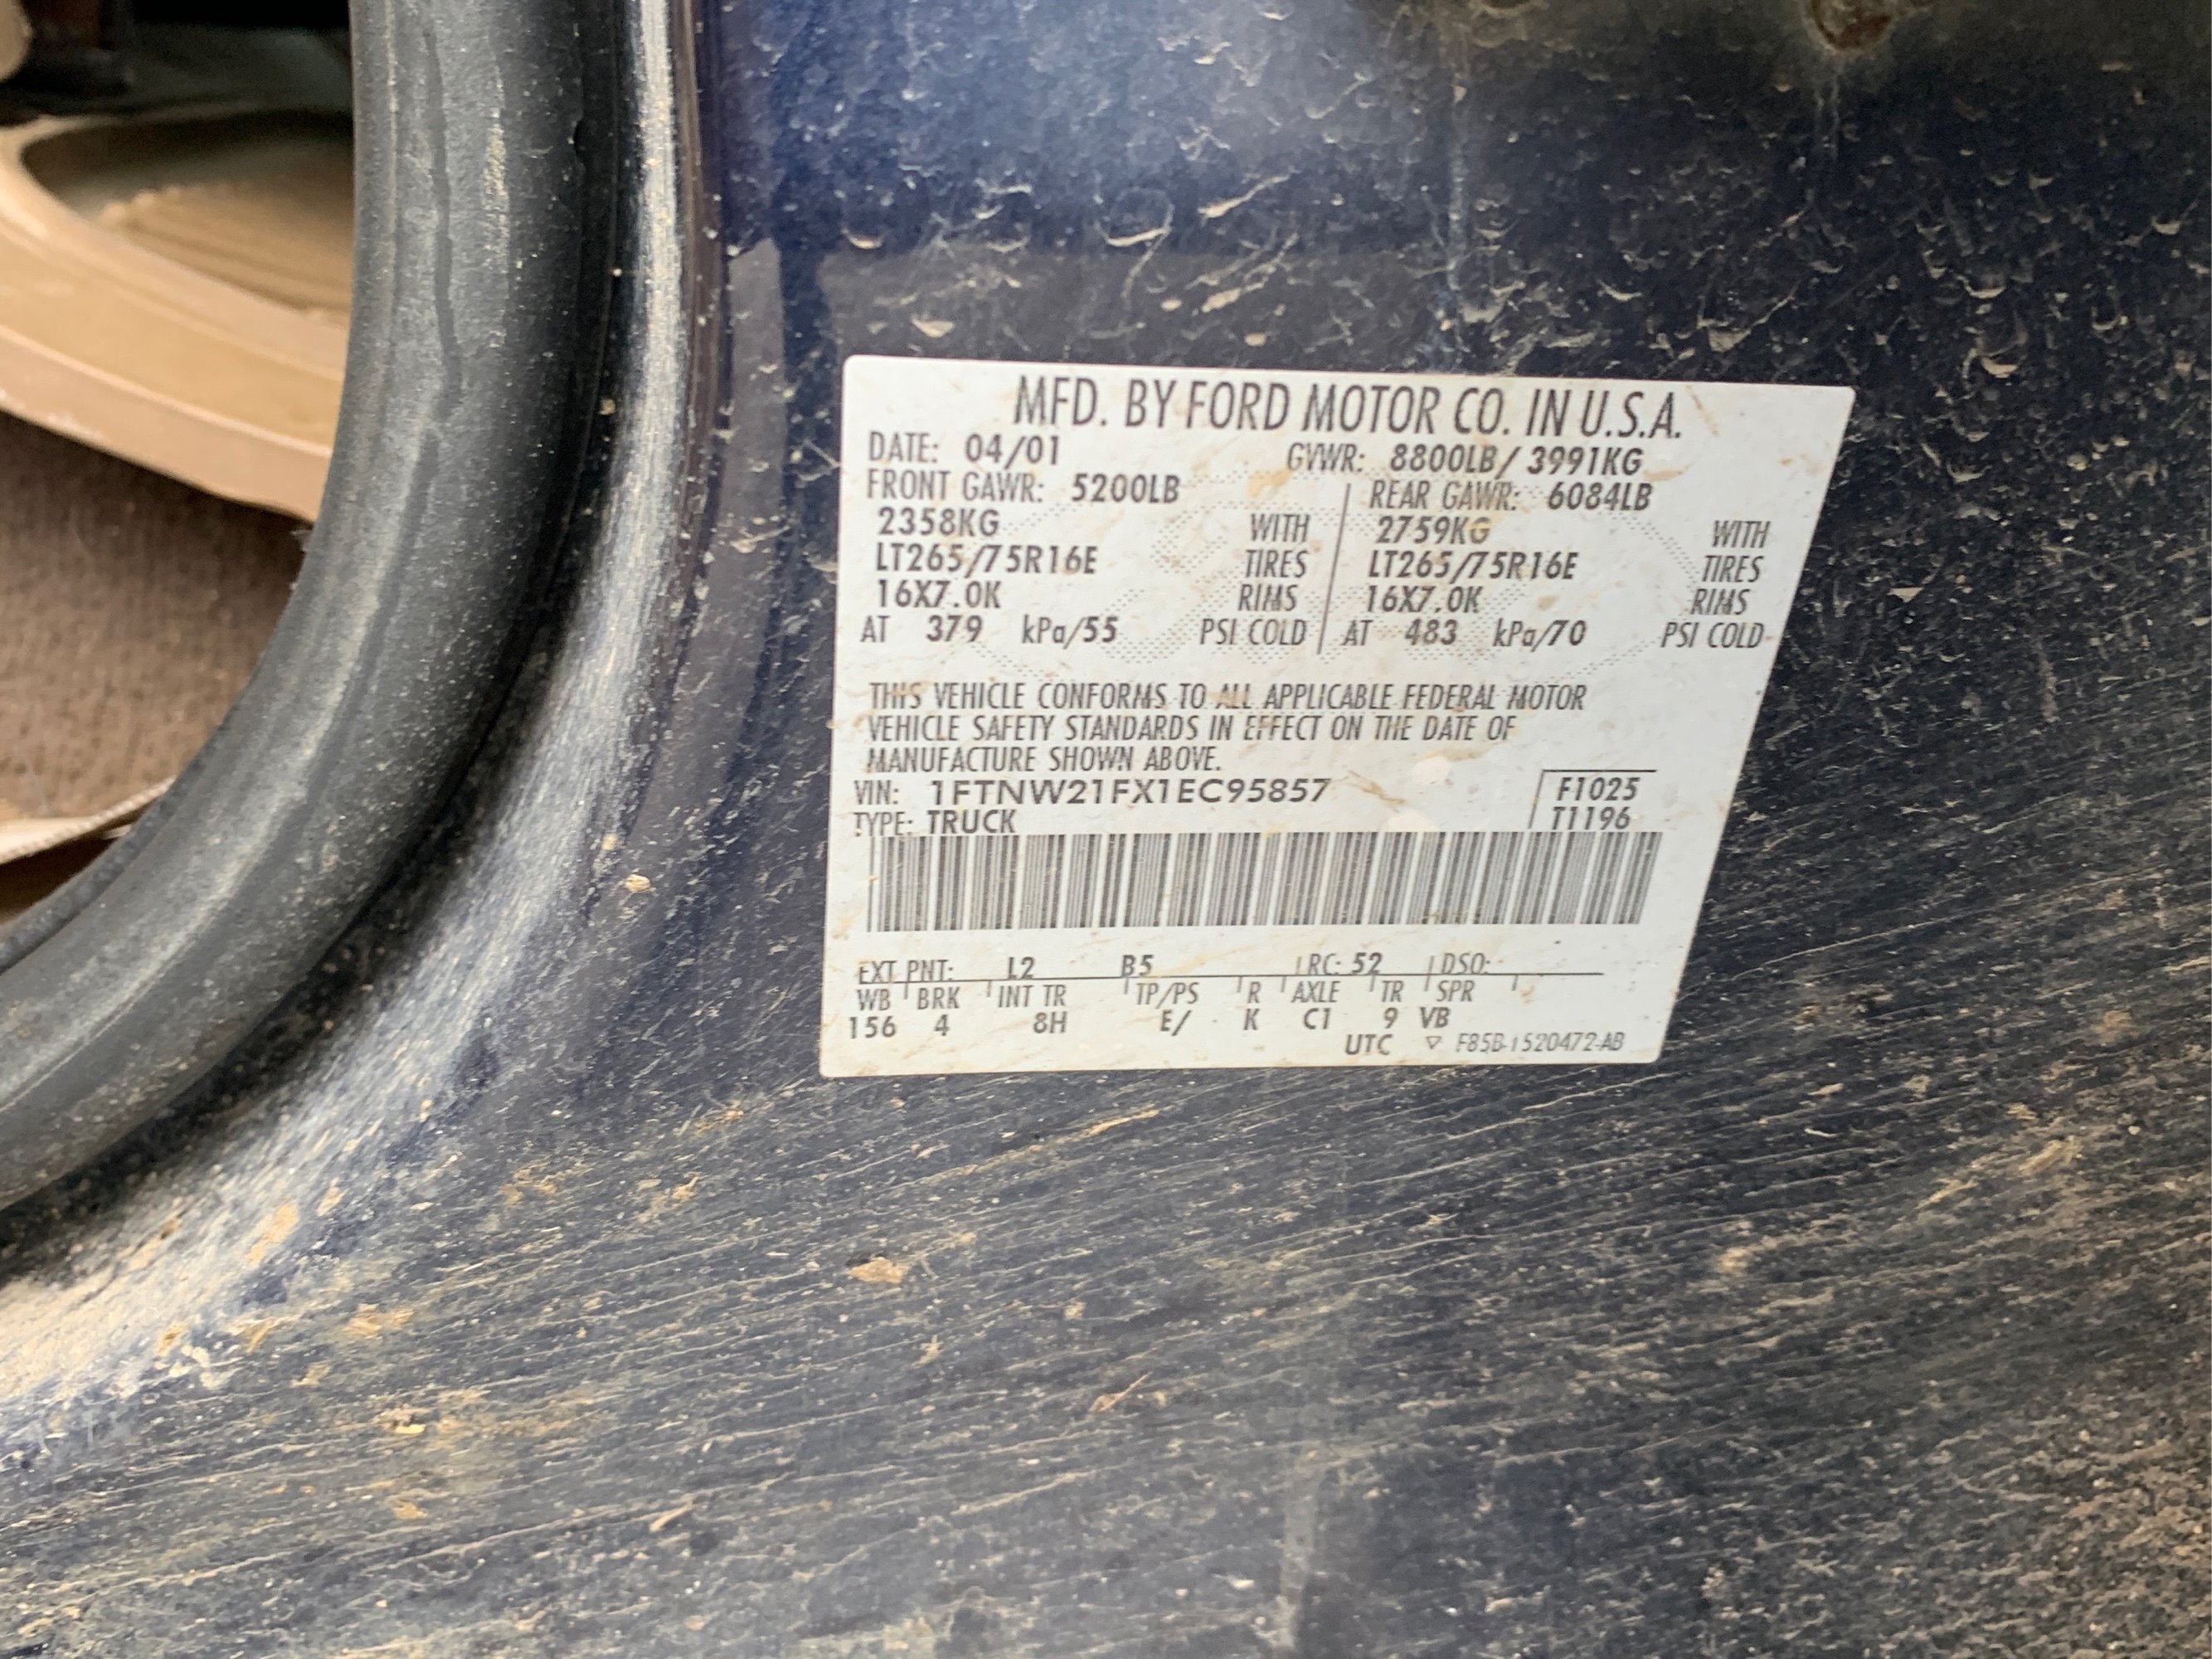 MFD. BY FORD MOTOR CO. IN U.S.A.
DATE: 04/01 GVWR: 8800LB/ 3991KG
FRONT GAWR: 5200LB REAR GAWR: 6084LB
2358KG WITH 2759KG WITH
LT265/75R16E TIRES LT265/75R16E TIRES
16X7.0K RIMS 16X7.0K RIMS
AT 379 kPa/55 PSI COLD AT 483 kPa/70 PSI COLD
THIS VEHICLE CONFORMS TO ALL APPLICABLE FEDERAL MOTOR
VEHICLE SAFETY STANDARDS IN EFFECT ON THE DATE OF
MANUFACTURE SHOWN ABOVE.
VIN: 1FTNW21FX1EC95857 F1025
TYPE: TRUCK T1196
EXT PNT: L2 B5 RC: 52 DSO:
WB BRK INT TR TP/PS R AXLE TR SPR
156 4 8H E/ K C1 9 VB
UTC ▽ F85B-1520472-AB